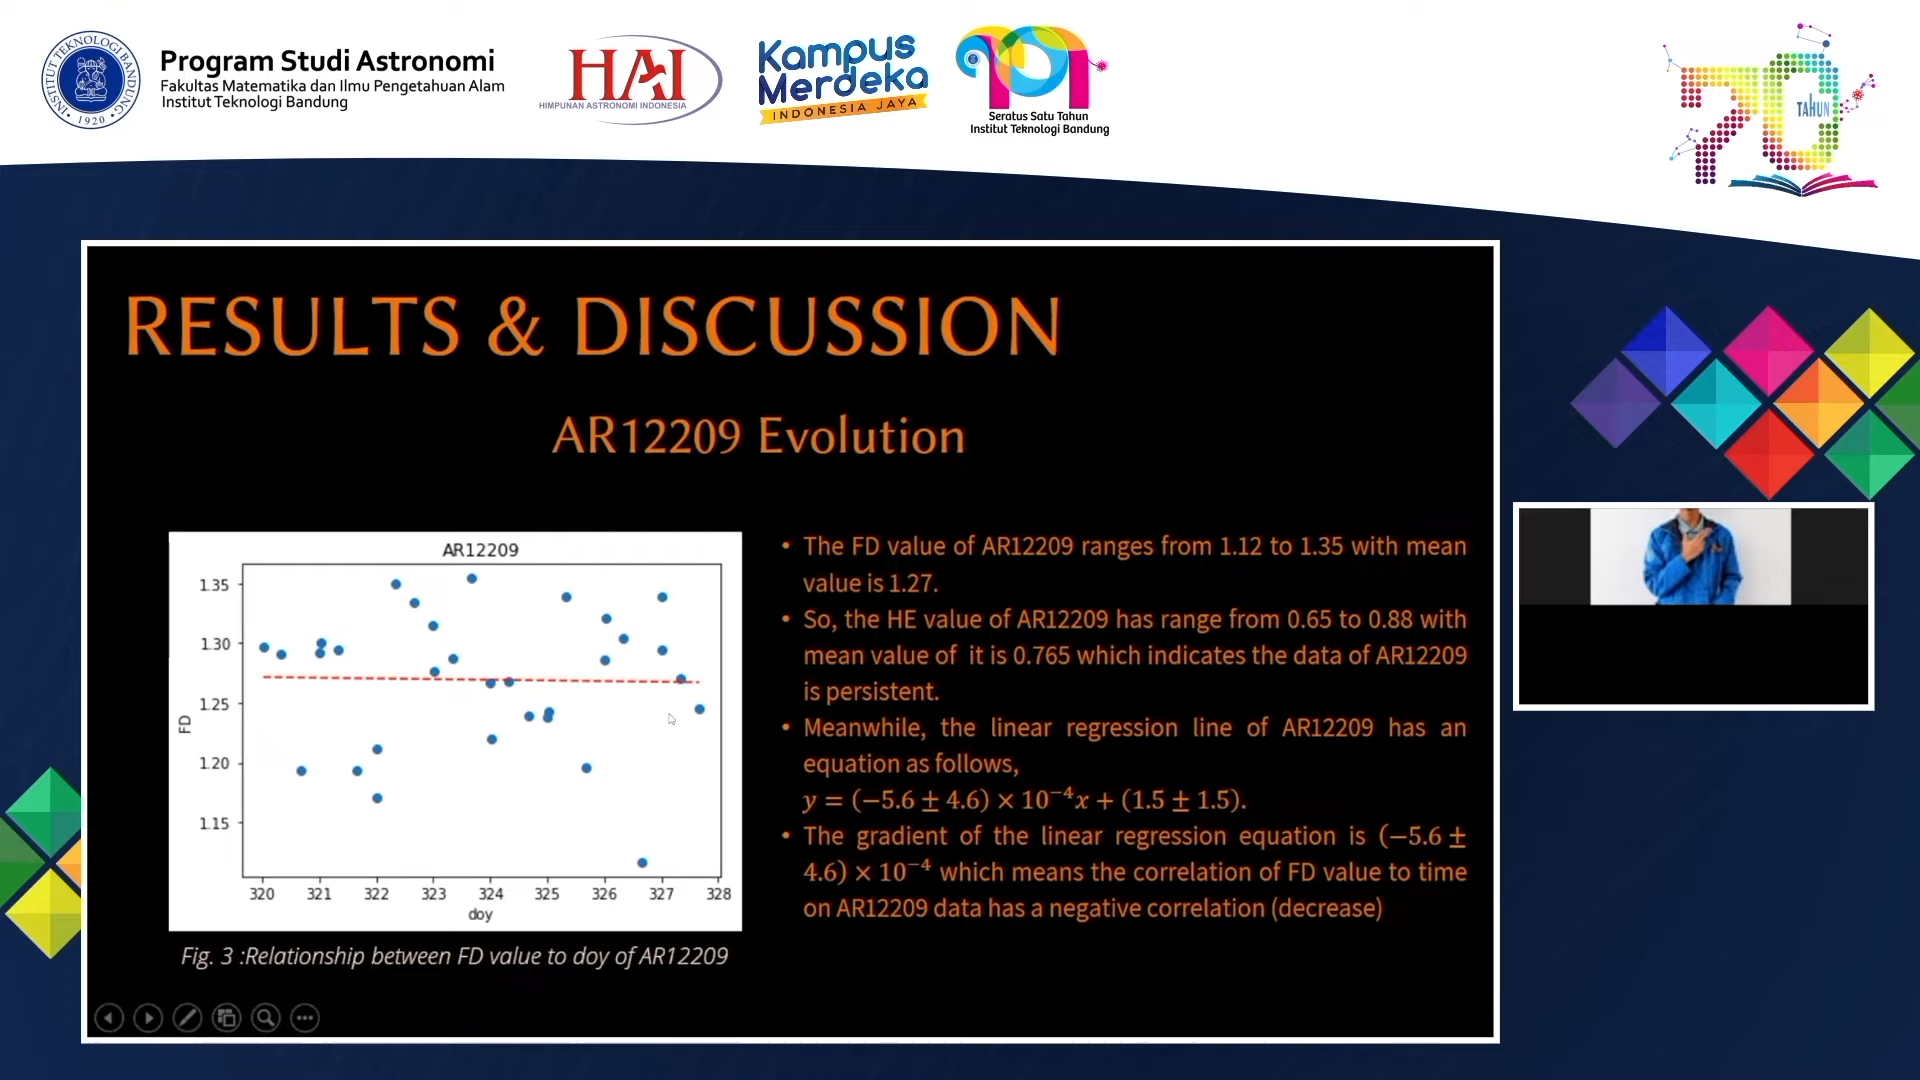 INSTITUT TEKNOLOGI BANDUNG
1920
Program Studi Astronomi
Fakultas Matematika dan Ilmu Pengetahuan Alam
Institut Teknologi Bandung
HAI
HIMPUNAN ASTRONOMI INDONESIA
Kampus
Merdeka
INDONESIA JAYA
101
Seratus Satu Tahun
Institut Teknologi Bandung
70
TAHUN
RESULTS & DISCUSSION
AR12209 Evolution
AR12209
1.35
1.30
1.25
1.20
1.15
FD
320 321 322 323 324 325 326 327 328
doy
Fig. 3 :Relationship between FD value to doy of AR12209
• The FD value of AR12209 ranges from 1.12 to 1.35 with mean
value is 1.27.
• So, the HE value of AR12209 has range from 0.65 to 0.88 with
mean value of it is 0.765 which indicates the data of AR12209
is persistent.
• Meanwhile, the linear regression line of AR12209 has an
equation as follows,
y = (−5.6 ± 4.6) × 10⁻⁴x + (1.5 ± 1.5).
• The gradient of the linear regression equation is (−5.6 ±
4.6) × 10⁻⁴ which means the correlation of FD value to time
on AR12209 data has a negative correlation (decrease)